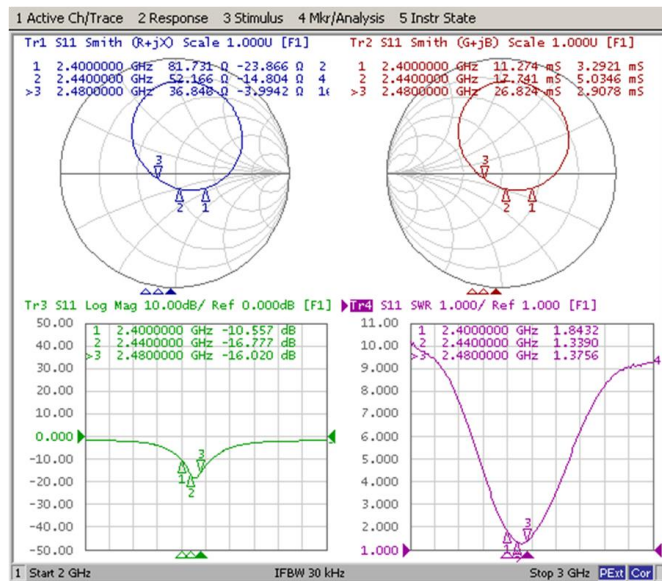 1 Active Ch/Trace 2 Response 3 Stimulus 4 Mkr/Analysis 5 Instr State
Tr1 S11 Smith (R+jX) Scale 1.000U [F1]
1 2.4000000 GHz 81.731 Ω -23.866 Ω 2
2 2.4400000 GHz 52.166 Ω -14.804 Ω 4
>3 2.4800000 GHz 36.848 Ω -3.9942 Ω 16
3
2
1
Tr2 S11 Smith (G+jB) Scale 1.000U [F1]
1 2.4000000 GHz 11.274 mS 3.2921 mS
2 2.4400000 GHz 17.741 mS 5.0346 mS
>3 2.4800000 GHz 26.824 mS 2.9078 mS
3
2
1
Tr3 S11 Log Mag 10.00dB/ Ref 0.000dB [F1]
50.00
1 2.4000000 GHz -10.557 dB
2 2.4400000 GHz -16.777 dB
40.00
>3 2.4800000 GHz -16.020 dB
30.00
20.00
10.00
0.000
-10.00
-20.00
-30.00
-40.00
-50.00
3
1
2
Tr4 S11 SWR 1.000/ Ref 1.000 [F1]
11.00
1 2.4000000 GHz 1.8432
2 2.4400000 GHz 1.3390
10.00
>3 2.4800000 GHz 1.3756
9.000
8.000
7.000
6.000
5.000
4.000
3.000
2.000
1.000
4
3
1
1 Start 2 GHz IFBW 30 kHz Stop 3 GHz PExt Cor